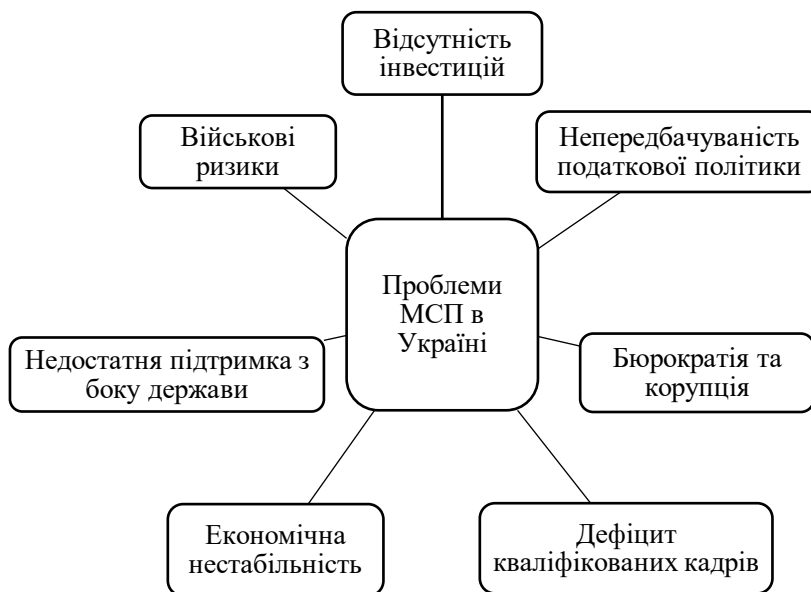 Відсутність
інвестицій
Військові
ризики
Непередбачуваність
податкової політики
Проблеми
МСП в
Україні
Недостатня підтримка з
боку держави
Бюрократія та
корупція
Економічна
нестабільність
Дефіцит
кваліфікованих кадрів